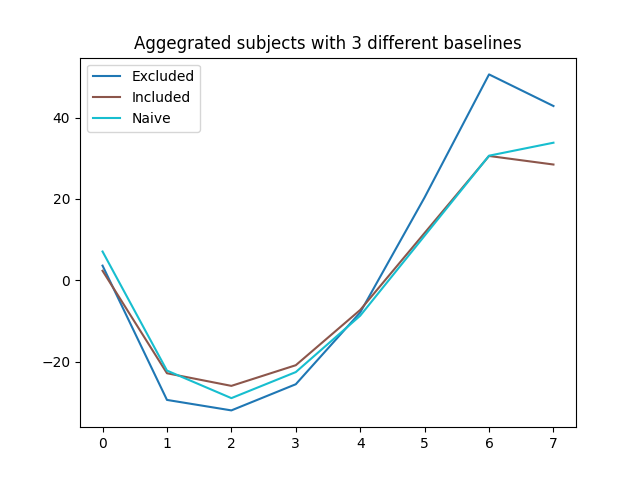 Aggegrated subjects with 3 different baselines
Excluded
Included
Naive
40
20
0
−20
0 1 2 3 4 5 6 7